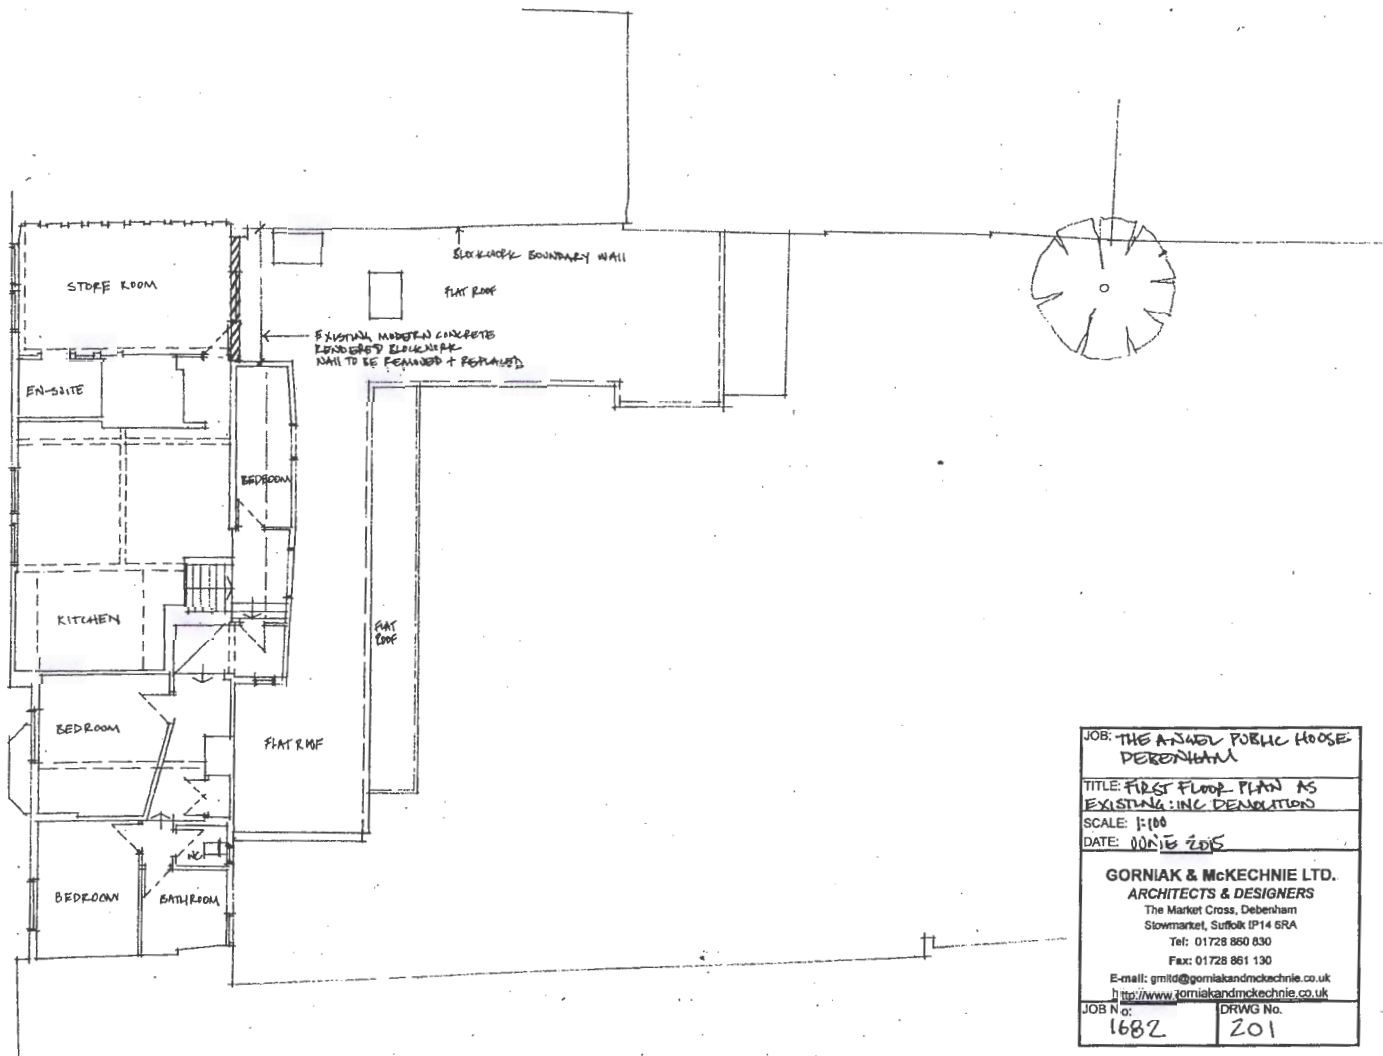 BLOCKWORK BOUNDARY WALL
STORE ROOM
FLAT ROOF
EXISTING MODERN CONCRETE
RENDERED BLOCKWORK
WALL TO BE REMOVED + REPLACED
EN-SUITE
BEDROOM
KITCHEN
FLAT
ROOF
BEDROOM
FLAT ROOF
WC
BEDROOM
BATHROOM
JOB: THE ANGEL PUBLIC HOUSE
DEBENHAM
TITLE: FIRST FLOOR PLAN AS
EXISTING: INC DEMOLITION
SCALE: 1:100
DATE: JUNE 2015
GORNIAK & McKECHNIE LTD.
ARCHITECTS & DESIGNERS
The Market Cross, Debenham
Stowmarket, Suffolk IP14 6RA
Tel: 01728 860 830
Fax: 01728 861 130
E-mail: gmltd@gorniakandmckechnie.co.uk
http://www.gorniakandmckechnie.co.uk
JOB No:
1682
DRWG No.
201